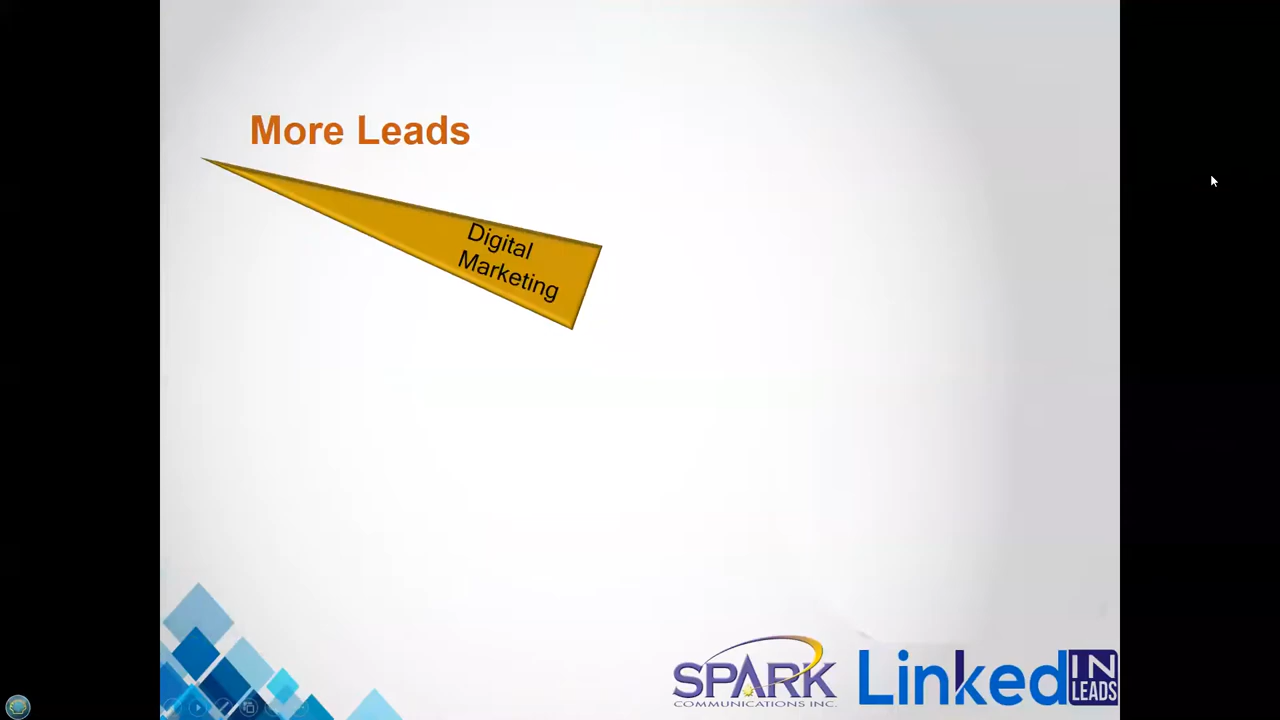 More Leads
Digital
Marketing
SPARK
COMMUNICATIONS INC.
Linked IN
LEADS